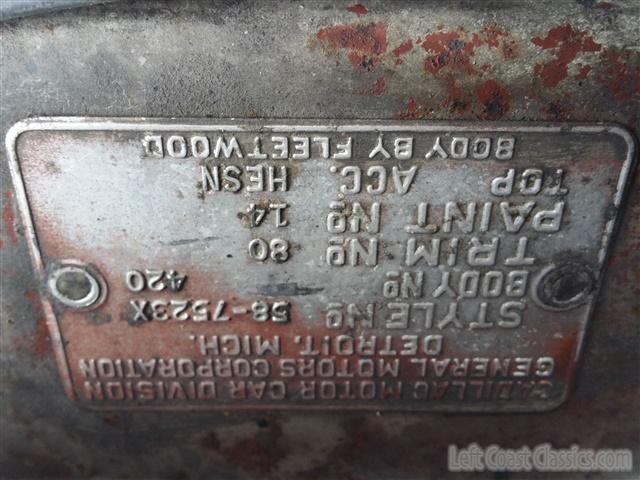 CADILLAC MOTOR CAR DIVISION
GENERAL MOTORS CORPORATION
DETROIT. MICH.
STYLE. No 58-7523X
BODY No 420
TRIM No 80
PAINT No 14
TOP ACC. HESN
BODY BY FLEETWOOD
Left Coast Classics.com